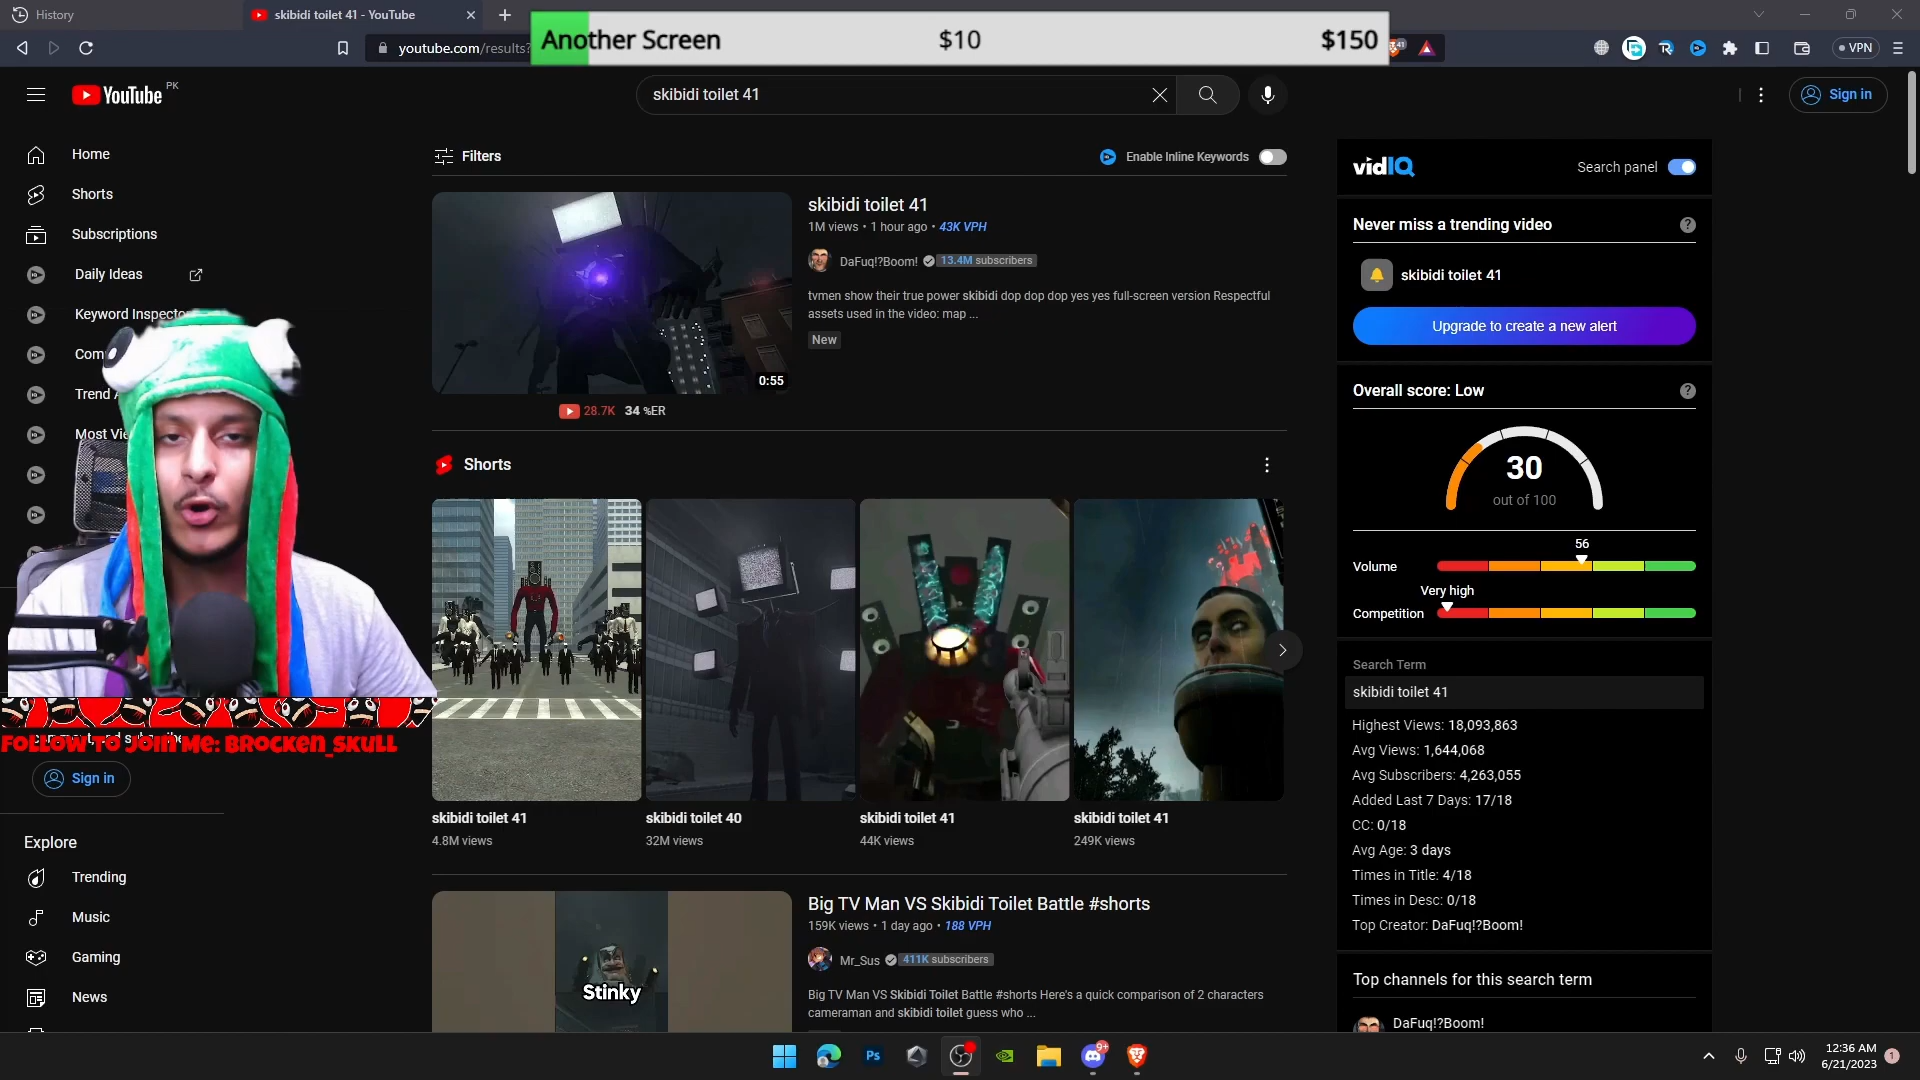 History
skibidi toilet 41 - YouTube
youtube.com/results?
Another Screen
$10
$150
41
VPN
YouTube
PK
skibidi toilet 41
Sign in
Home
Shorts
Subscriptions
Daily Ideas
Keyword Inspector
Com
Trend A
Most Vie
FOLLOW TO JOIN ME: BROCKEN_SKULL
Sign in
Explore
Trending
Music
Gaming
News
Filters
Enable Inline Keywords
skibidi toilet 41
1M views • 1 hour ago • 43K VPH
DaFuq!?Boom! 13.4M subscribers
tvmen show their true power skibidi dop dop dop yes yes full-screen version Respectful
assets used in the video: map ...
New
0:55
28.7K 34 %ER
Shorts
skibidi toilet 41
4.8M views
skibidi toilet 40
32M views
skibidi toilet 41
44K views
skibidi toilet 41
249K views
Stinky
Big TV Man VS Skibidi Toilet Battle #shorts
159K views • 1 day ago • 188 VPH
Mr_Sus 411K subscribers
Big TV Man VS Skibidi Toilet Battle #shorts Here's a quick comparison of 2 characters
cameraman and skibidi toilet guess who ...
vidIQ
Search panel
Never miss a trending video
?
skibidi toilet 41
Upgrade to create a new alert
Overall score: Low
?
30
out of 100
56
Volume
Very high
Competition
Search Term
skibidi toilet 41
Highest Views: 18,093,863
Avg Views: 1,644,068
Avg Subscribers: 4,263,055
Added Last 7 Days: 17/18
CC: 0/18
Avg Age: 3 days
Times in Title: 4/18
Times in Desc: 0/18
Top Creator: DaFuq!?Boom!
Top channels for this search term
DaFuq!?Boom!
Ps
9+
12:36 AM
6/21/2023
1